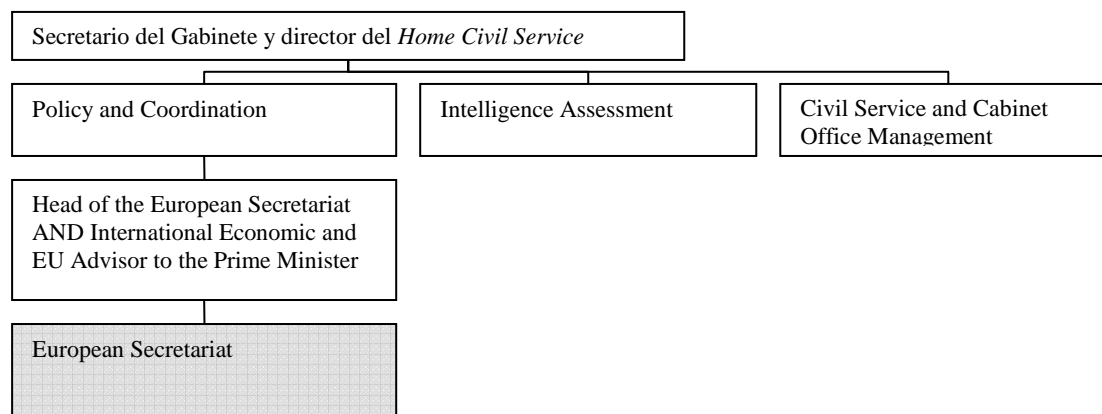 Secretario del Gabinete y director del Home Civil Service
Policy and Coordination
Intelligence Assessment
Civil Service and Cabinet
Office Management
Head of the European Secretariat
AND International Economic and
EU Advisor to the Prime Minister
European Secretariat